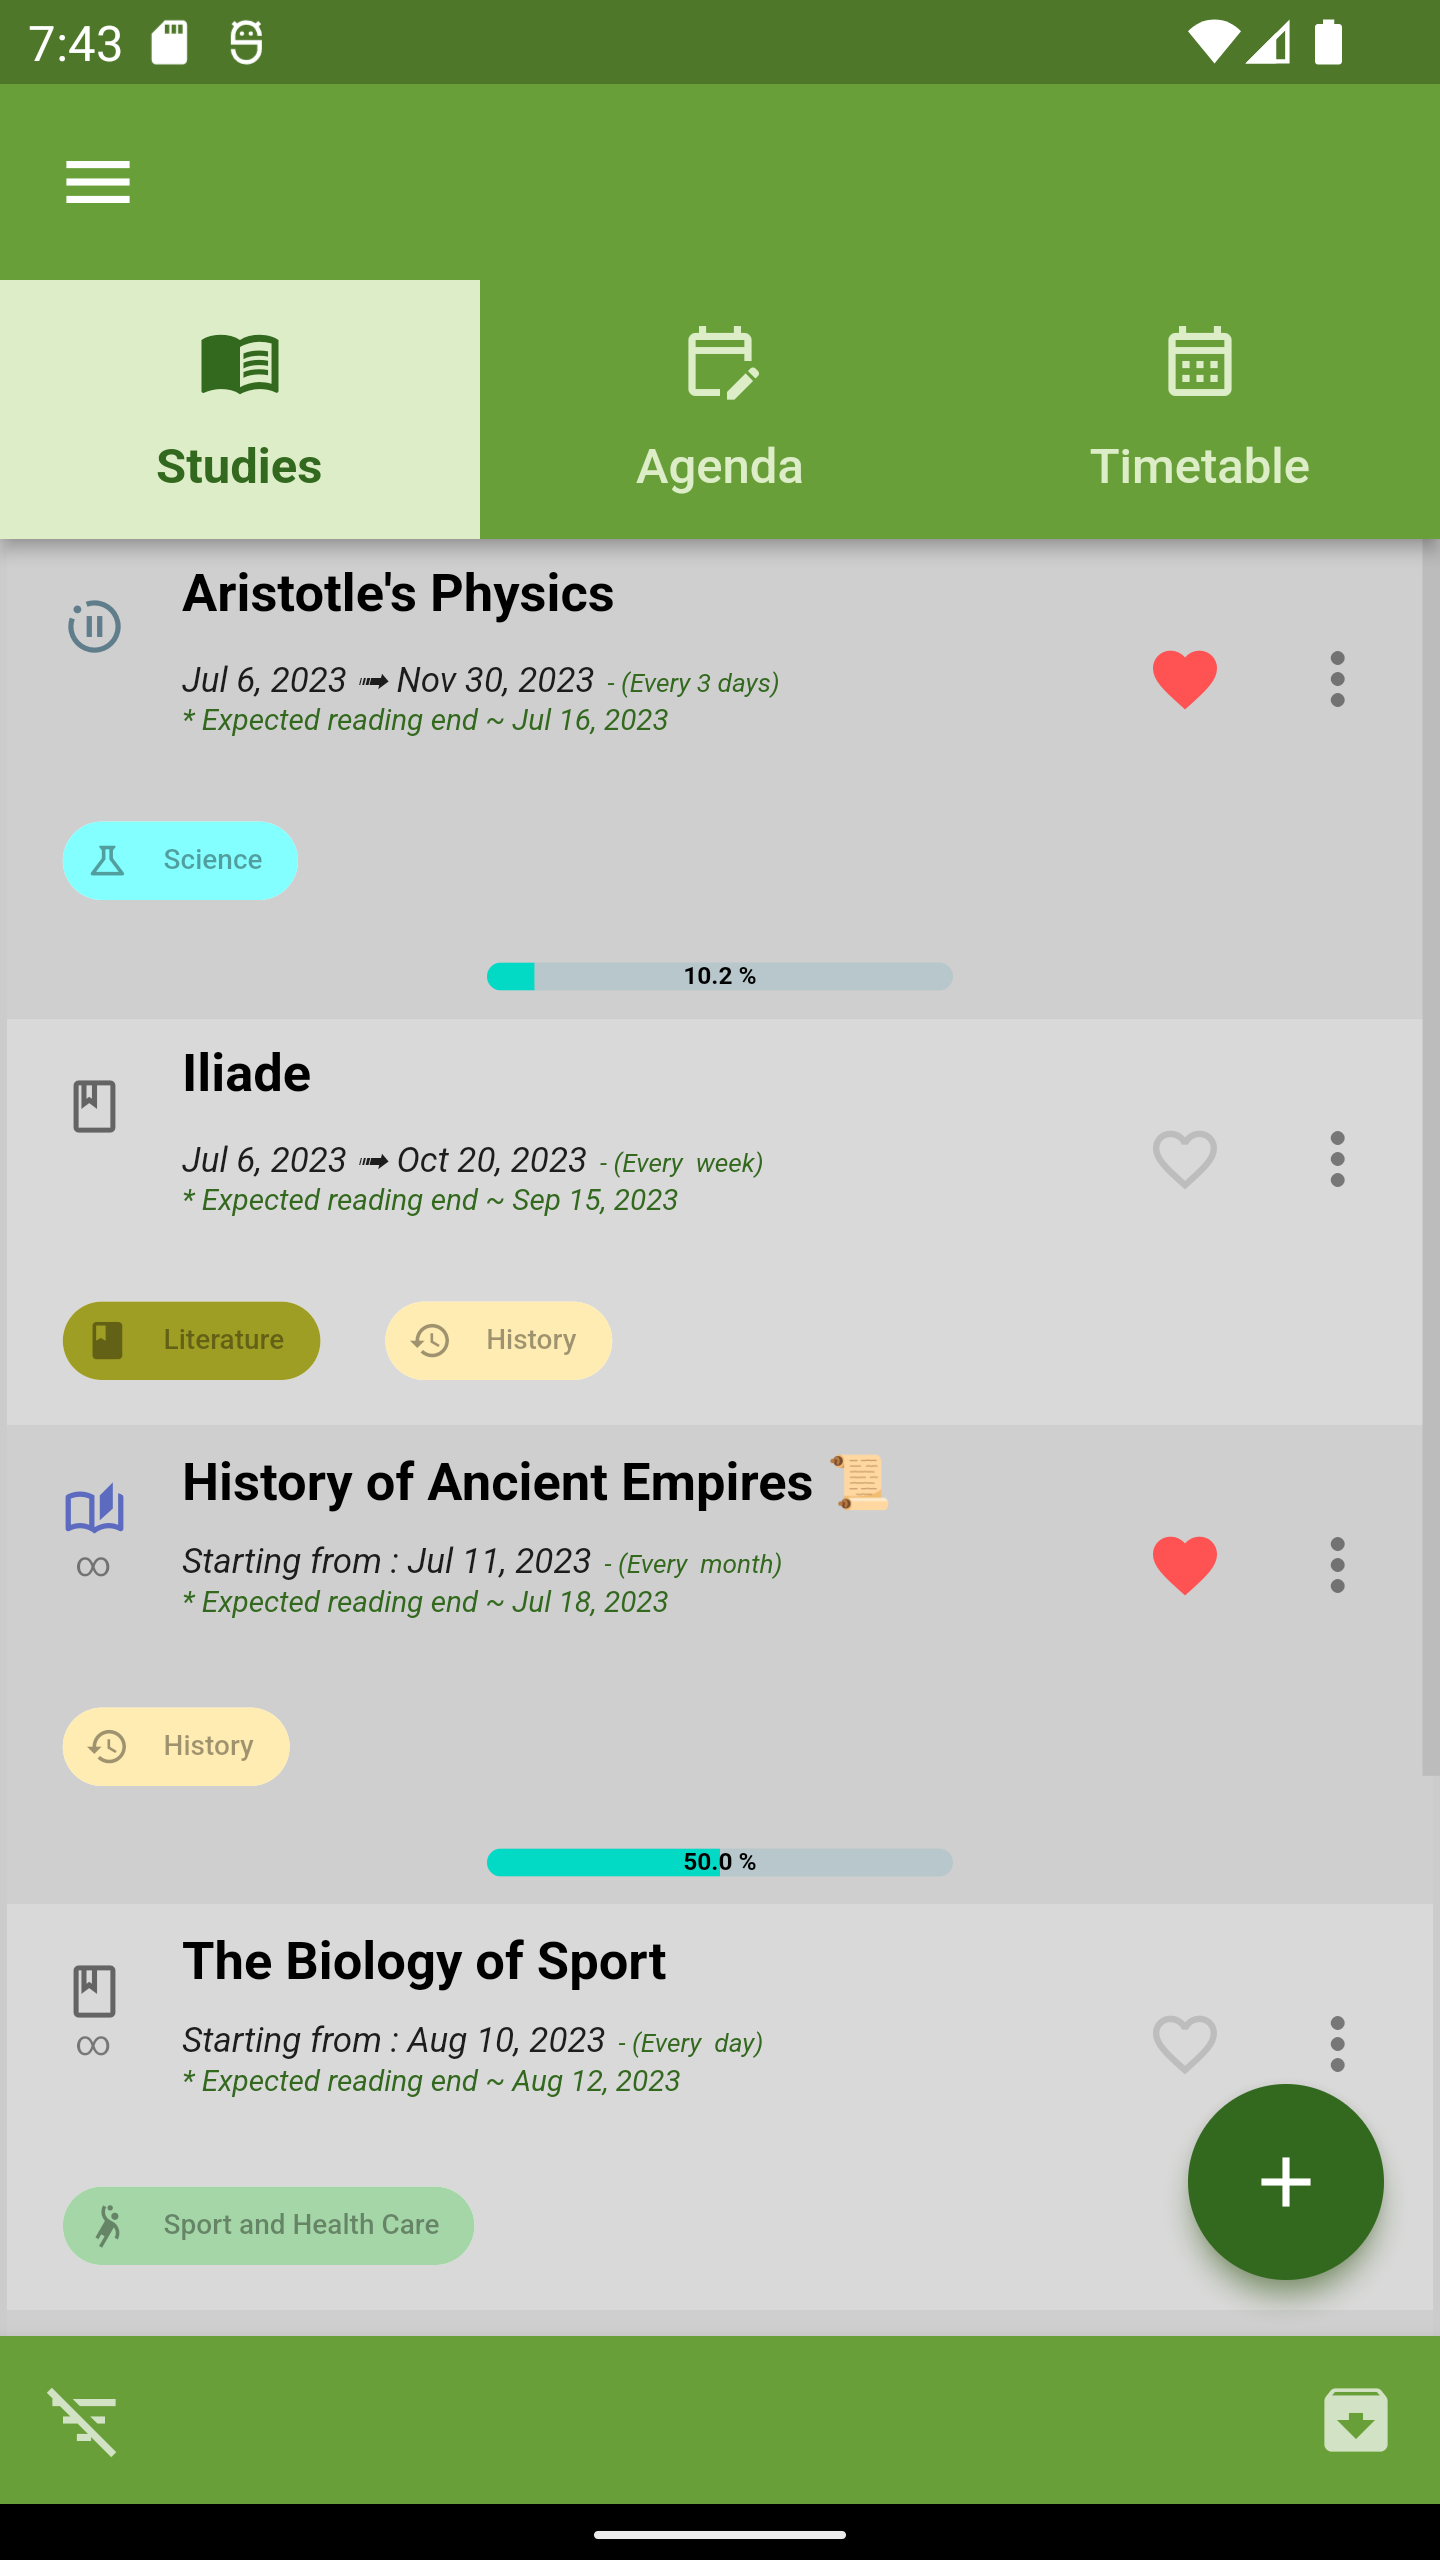 7:43
Studies
Agenda
Timetable
Aristotle's Physics
Jul 6, 2023 ➟ Nov 30, 2023 - (Every 3 days)
* Expected reading end ~ Jul 16, 2023
Science
10.2 %
Iliade
Jul 6, 2023 ➟ Oct 20, 2023 - (Every  week)
* Expected reading end ~ Sep 15, 2023
Literature
History
History of Ancient Empires 📜
∞
Starting from : Jul 11, 2023 - (Every  month)
* Expected reading end ~ Jul 18, 2023
History
50.0 %
The Biology of Sport
∞
Starting from : Aug 10, 2023 - (Every  day)
* Expected reading end ~ Aug 12, 2023
Sport and Health Care